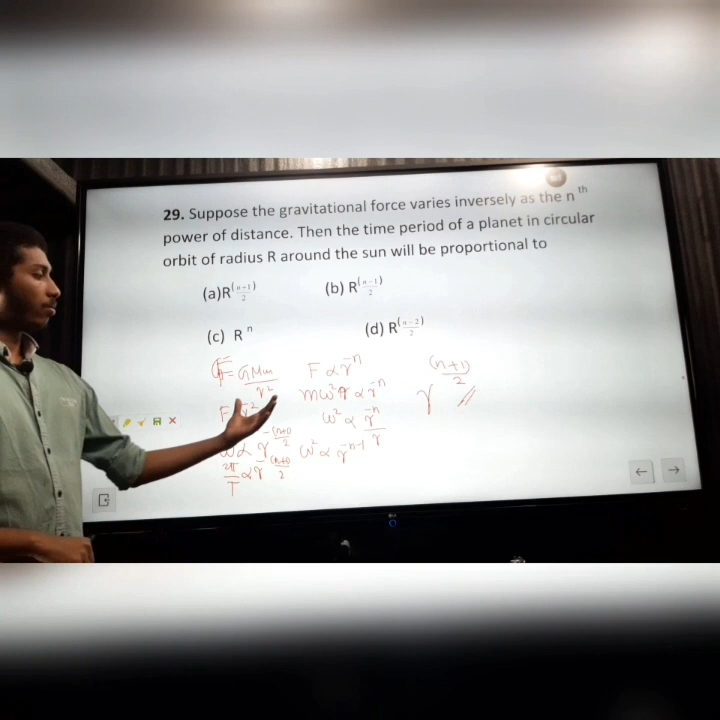 29. Suppose the gravitational force varies inversely as the n^th
power of distance. Then the time period of a planet in circular
orbit of radius R around the sun will be proportional to
(a)R^((n+1)/2) (b) R^((n−1)/2)
(c) R^n (d) R^((n−2)/2)
F = GMm/r² F ∝ r^-n r^((n+1)/2)
mω²r ∝ r^-n
ω² ∝ r^-n/r
ω ∝ r^-(n+1)/2 ω² ∝ r^-n-1
2π/T ∝ r^-(n+1)/2